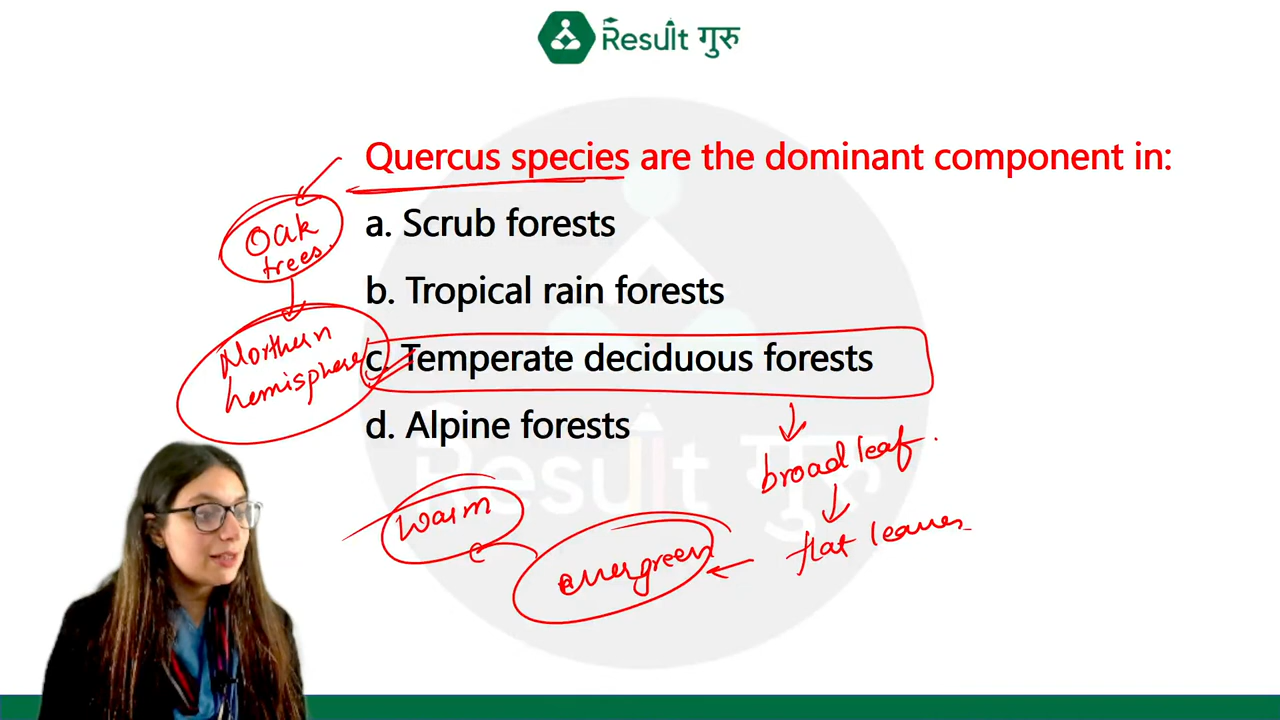 Result गुरु
Quercus species are the dominant component in:
a. Scrub forests
b. Tropical rain forests
c. Temperate deciduous forests
d. Alpine forests
Oak
trees.
Northern
hemisphere
broad leaf.
flat leaves
evergreen
warm
Result गुरु